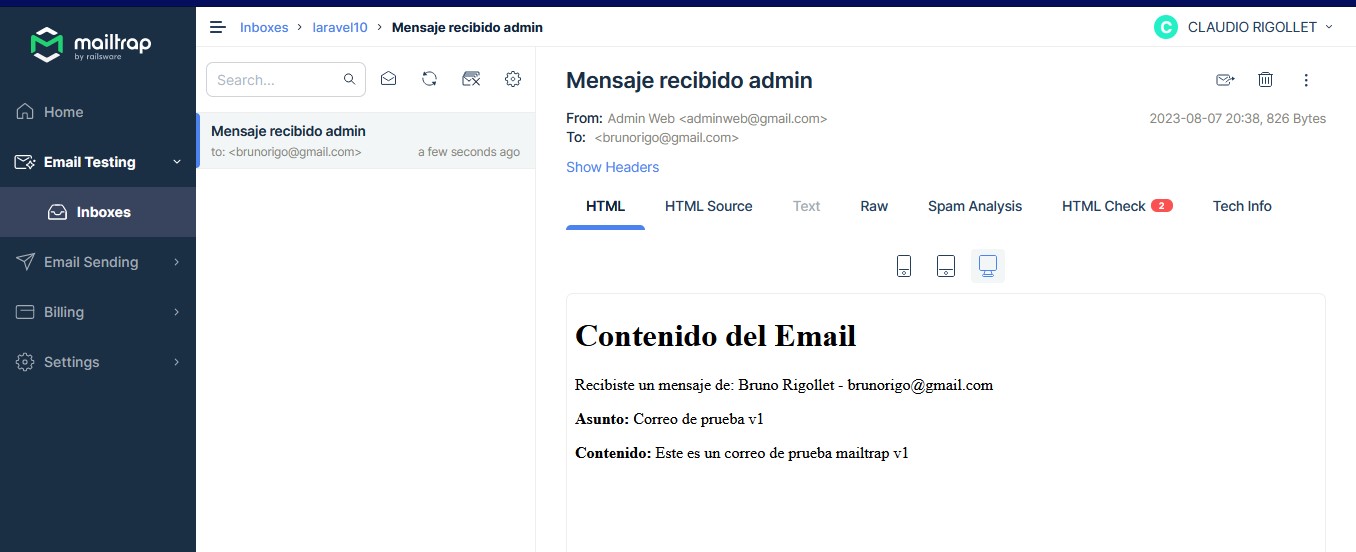 mailtrap
by railsware
Home
Email Testing
Inboxes
Email Sending
Billing
Settings
Inboxes > laravel10 > Mensaje recibido admin
C CLAUDIO RIGOLLET
Search...
Mensaje recibido admin
to: <brunorigo@gmail.com> a few seconds ago
Mensaje recibido admin
From: Admin Web <adminweb@gmail.com> 2023-08-07 20:38, 826 Bytes
To: <brunorigo@gmail.com>
Show Headers
HTML HTML Source Text Raw Spam Analysis HTML Check 2 Tech Info
Contenido del Email
Recibiste un mensaje de: Bruno Rigollet - brunorigo@gmail.com
Asunto: Correo de prueba v1
Contenido: Este es un correo de prueba mailtrap v1